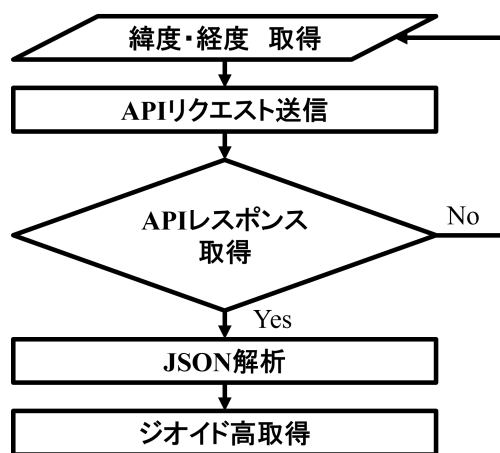 緯度・経度　取得
APIリクエスト送信
APIレスポンス
取得
No
Yes
JSON解析
ジオイド高取得